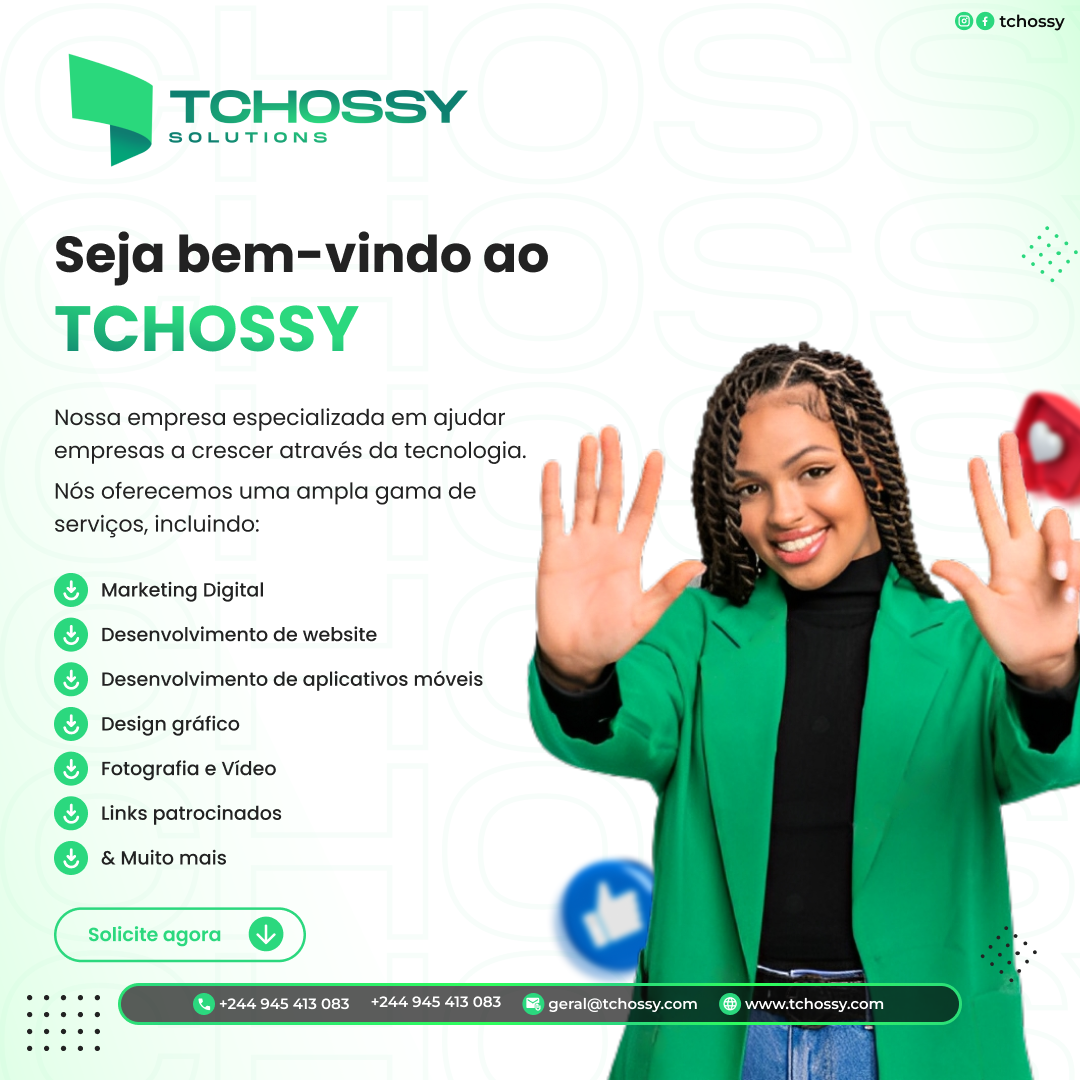 tchossy
TCHOSSY
SOLUTIONS
Seja bem-vindo ao
TCHOSSY
Nossa empresa especializada em ajudar
empresas a crescer através da tecnologia.
Nós oferecemos uma ampla gama de
serviços, incluindo:
Marketing Digital
Desenvolvimento de website
Desenvolvimento de aplicativos móveis
Design gráfico
Fotografia e Vídeo
Links patrocinados
& Muito mais
Solicite agora
+244 945 413 083 +244 945 413 083 geral@tchossy.com www.tchossy.com